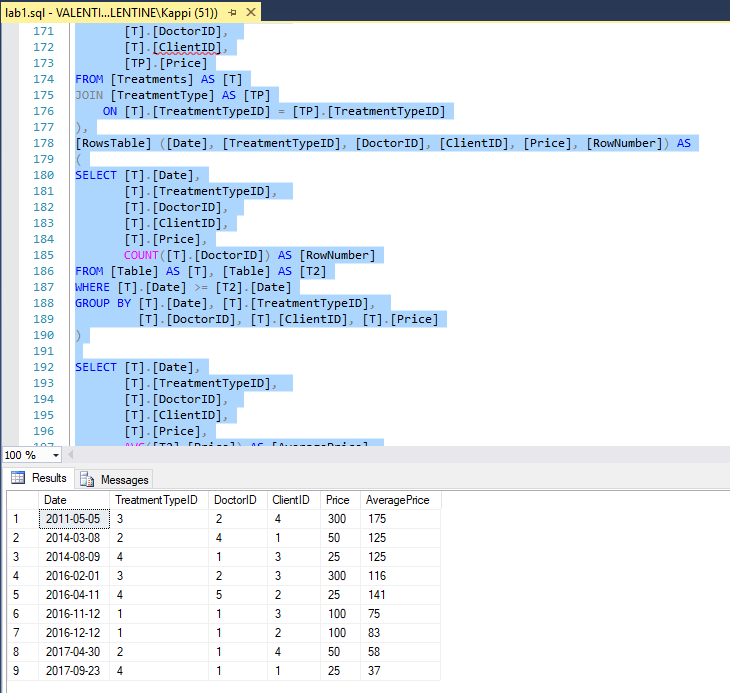 lab1.sql - VALENTI...LENTINE\Kappi (51))
171 [T].[DoctorID],
172 [T].[ClientID],
173 [TP].[Price]
174 FROM [Treatments] AS [T]
175 JOIN [TreatmentType] AS [TP]
176 ON [T].[TreatmentTypeID] = [TP].[TreatmentTypeID]
177 ),
178 [RowsTable] ([Date], [TreatmentTypeID], [DoctorID], [ClientID], [Price], [RowNumber]) AS
179 (
180 SELECT [T].[Date],
181 [T].[TreatmentTypeID],
182 [T].[DoctorID],
183 [T].[ClientID],
184 [T].[Price],
185 COUNT([T].[DoctorID]) AS [RowNumber]
186 FROM [Table] AS [T], [Table] AS [T2]
187 WHERE [T].[Date] >= [T2].[Date]
188 GROUP BY [T].[Date], [T].[TreatmentTypeID],
189 [T].[DoctorID], [T].[ClientID], [T].[Price]
190 )
191
192 SELECT [T].[Date],
193 [T].[TreatmentTypeID],
194 [T].[DoctorID],
195 [T].[ClientID],
196 [T].[Price],
197 AVG([T2].[Price]) AS [AveragePrice]
100 %
Results Messages
Date TreatmentTypeID DoctorID ClientID Price AveragePrice
1 2011-05-05 3 2 4 300 175
2 2014-03-08 2 4 1 50 125
3 2014-08-09 4 1 3 25 125
4 2016-02-01 3 2 3 300 116
5 2016-04-11 4 5 2 25 141
6 2016-11-12 1 1 3 100 75
7 2016-12-12 1 1 2 100 83
8 2017-04-30 2 1 4 50 58
9 2017-09-23 4 1 1 25 37